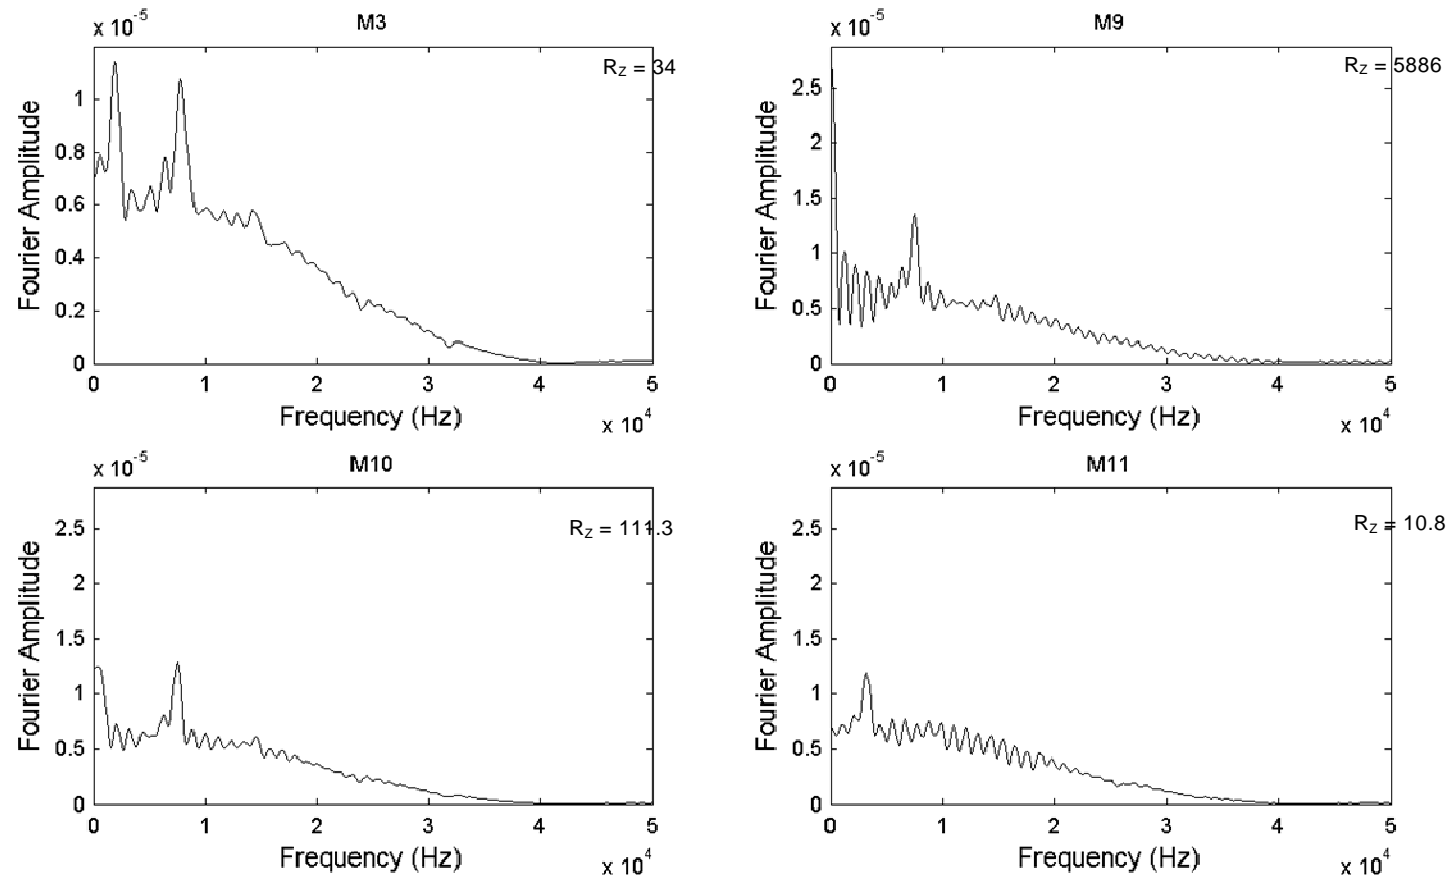 x 10^-5
M3
R_Z = 34
Fourier Amplitude
1
0.8
0.6
0.4
0.2
0
0 1 2 3 4 5
Frequency (Hz)
x 10^4
x 10^-5
M9
R_Z = 5886
Fourier Amplitude
2.5
2
1.5
1
0.5
0
0 1 2 3 4 5
Frequency (Hz)
x 10^4
x 10^-5
M10
R_Z = 111.3
Fourier Amplitude
2.5
2
1.5
1
0.5
0
0 1 2 3 4 5
Frequency (Hz)
x 10^4
x 10^-5
M11
R_Z = 10.8
Fourier Amplitude
2.5
2
1.5
1
0.5
0
0 1 2 3 4 5
Frequency (Hz)
x 10^4